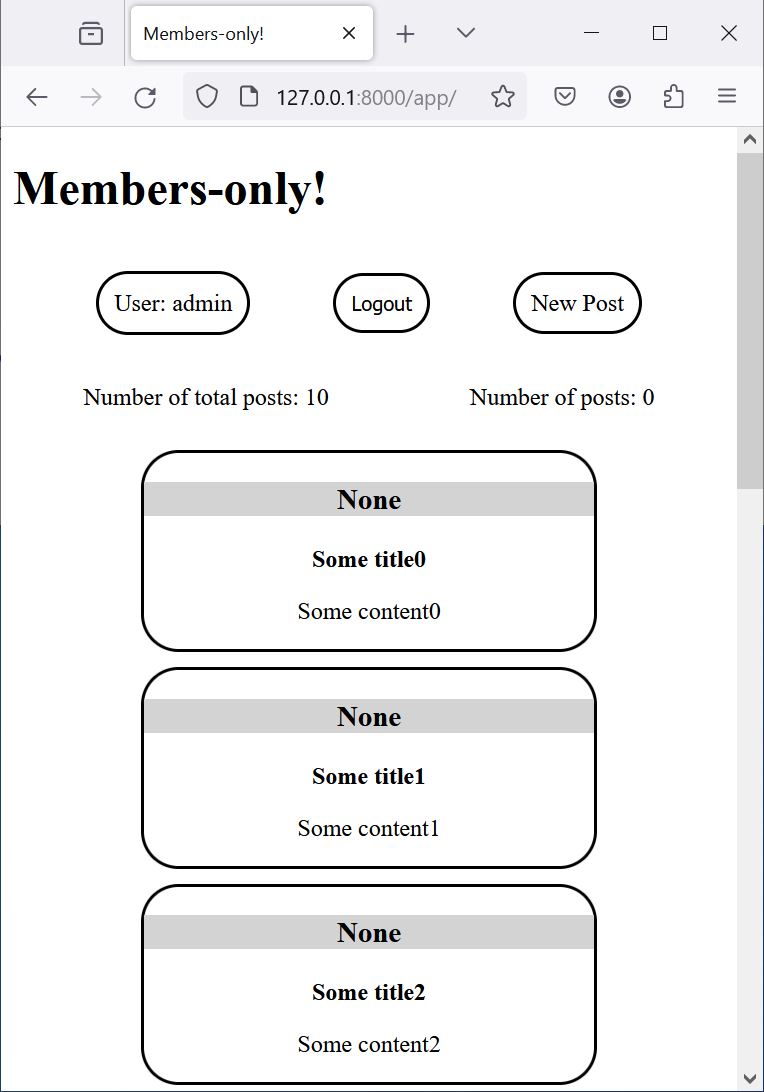 Members-only!
127.0.0.1:8000/app/
Members-only!
User: admin
Logout
New Post
Number of total posts: 10
Number of posts: 0
None
Some title0
Some content0
None
Some title1
Some content1
None
Some title2
Some content2